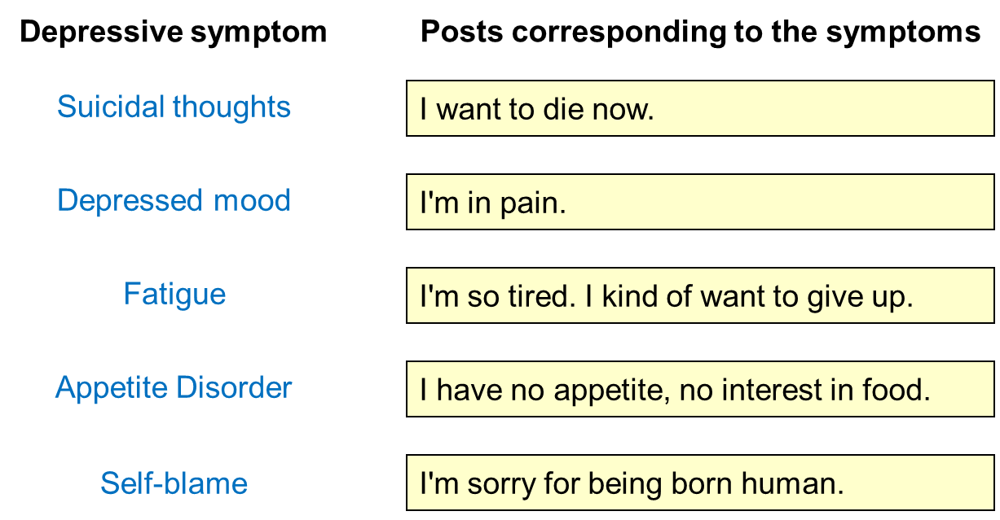 Depressive symptom Posts corresponding to the symptoms
Suicidal thoughts I want to die now.
Depressed mood I'm in pain.
Fatigue I'm so tired. I kind of want to give up.
Appetite Disorder I have no appetite, no interest in food.
Self-blame I'm sorry for being born human.